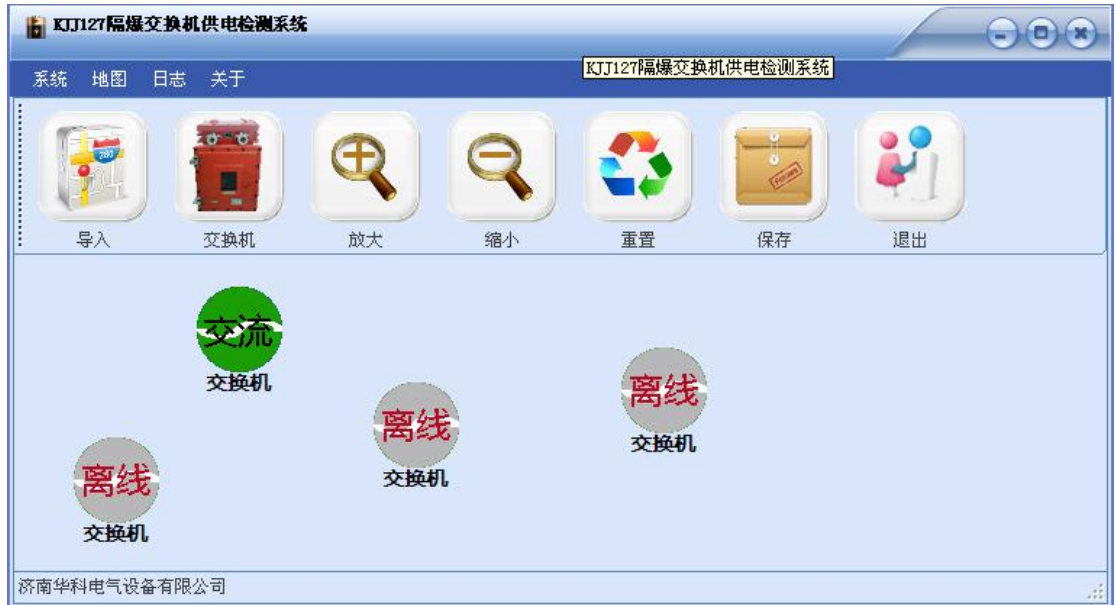 KJJ127隔爆交换机供电检测系统
系统 地图 日志 关于
KJJ127隔爆交换机供电检测系统
280
导入 交换机 放大 缩小 重置 保存 退出
交流
交换机
离线
交换机
离线
交换机
离线
交换机
济南华科电气设备有限公司